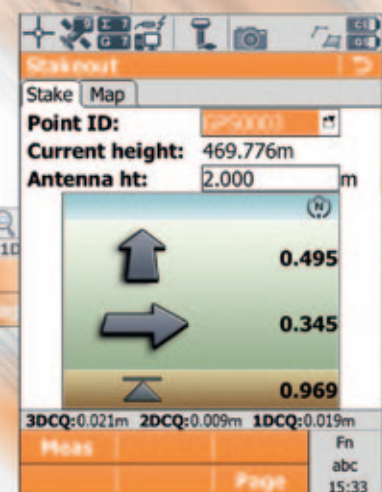 Stakeout
Stake Map
Point ID: GPS0003
Current height: 469.776m
Antenna ht: 2.000 m
N
0.495
0.345
0.969
3DCQ:0.021m 2DCQ:0.009m 1DCQ:0.019m
Meas Fn
abc
Page 15:33